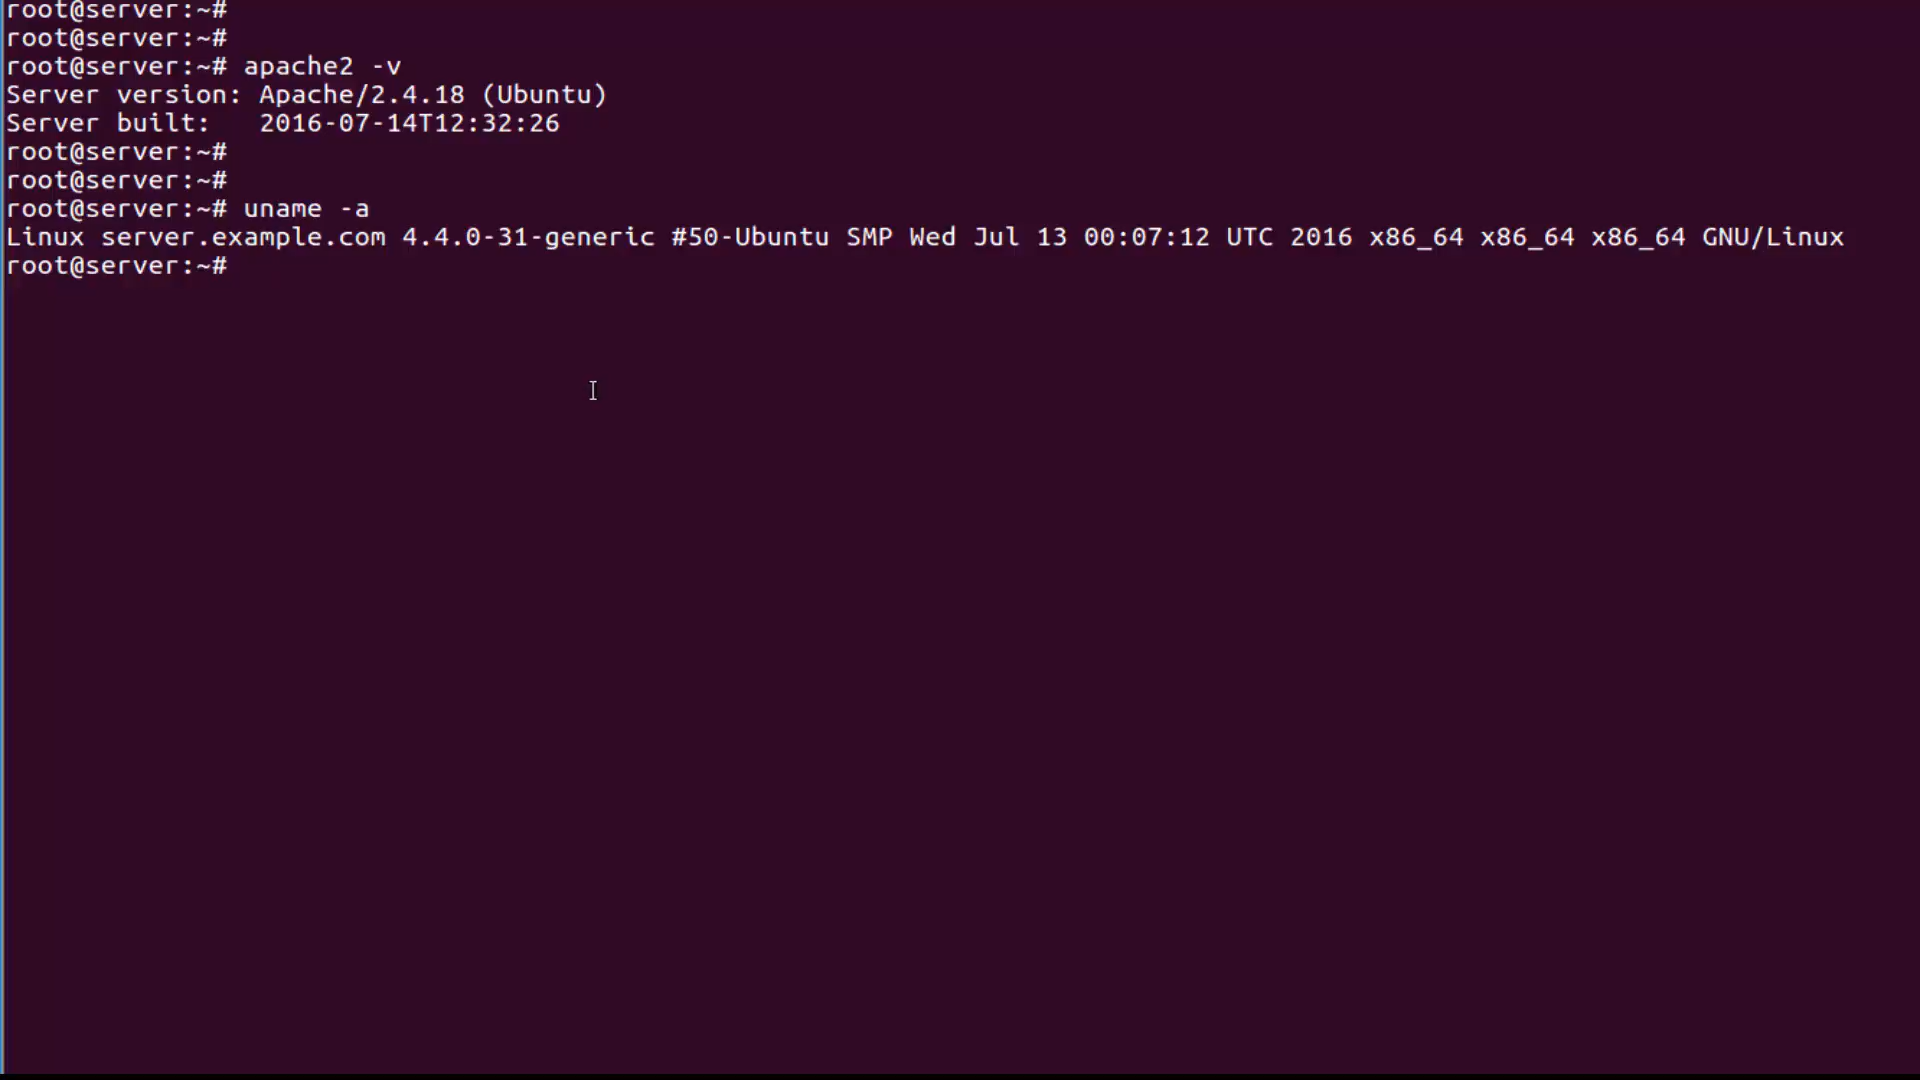 root@server:~#
root@server:~#
root@server:~# apache2 -v
Server version: Apache/2.4.18 (Ubuntu)
Server built:   2016-07-14T12:32:26
root@server:~#
root@server:~#
root@server:~# uname -a
Linux server.example.com 4.4.0-31-generic #50-Ubuntu SMP Wed Jul 13 00:07:12 UTC 2016 x86_64 x86_64 x86_64 GNU/Linux
root@server:~#